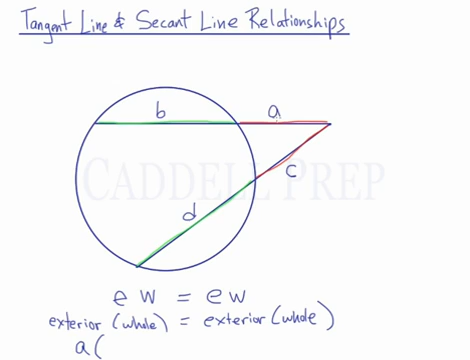 Tangent Line & Secant Line Relationships
b
a
CADDELL PREP
c
d
e w = e w
exterior (whole) = exterior (whole)
a(